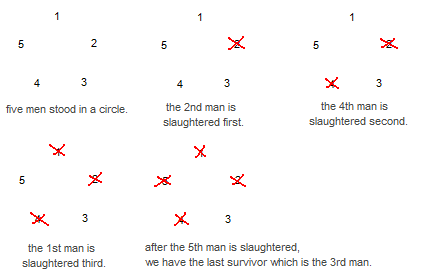 1
5 2
4 3
five men stood in a circle.
1
5 2
4 3
the 2nd man is
slaughtered first.
1
5 2
4 3
the 4th man is
slaughtered second.
1
5 2
4 3
the 1st man is
slaughtered third.
1
5 2
4 3
after the 5th man is slaughtered,
we have the last survivor which is the 3rd man.